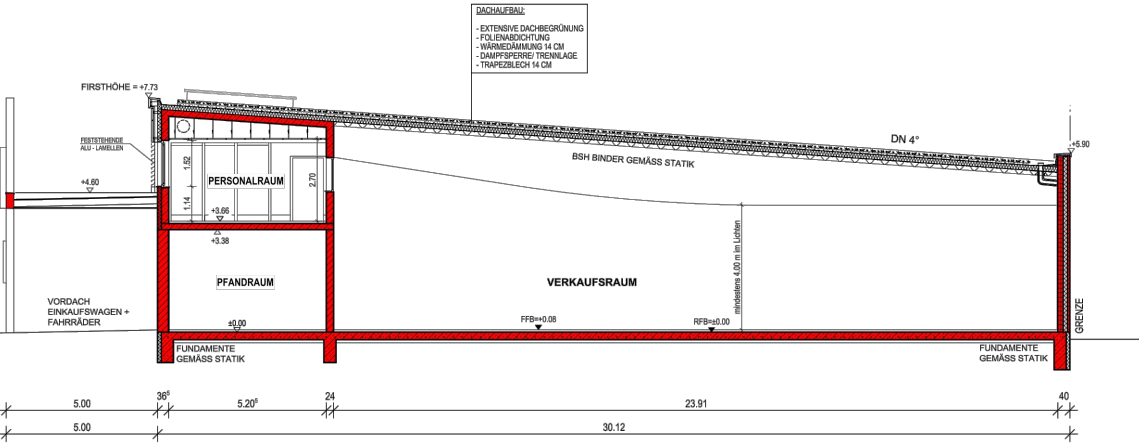 DACHAUFBAU:
- EXTENSIVE DACHBEGRÜNUNG
- FOLIENABDICHTUNG
- WÄRMEDÄMMUNG 14 CM
- DAMPFSPERRE/ TRENNLAGE
- TRAPEZBLECH 14 CM
FIRSTHÖHE = +7.73
FESTSTEHENDE
ALU - LAMELLEN
DN 4°
+5.90
BSH BINDER GEMÄSS STATIK
+4.60
1.52
PERSONALRAUM
2.70
1.14
+3.66
+3.38
mindestens 4.00 m im Lichten
PFANDRAUM
VERKAUFSRAUM
VORDACH
EINKAUFSWAGEN +
FAHRRÄDER
±0.00
FFB=+0.08
RFB=±0.00
GRENZE
FUNDAMENTE
GEMÄSS STATIK
FUNDAMENTE
GEMÄSS STATIK
5.00
36⁵
5.20⁵
24
23.91
40
5.00
30.12